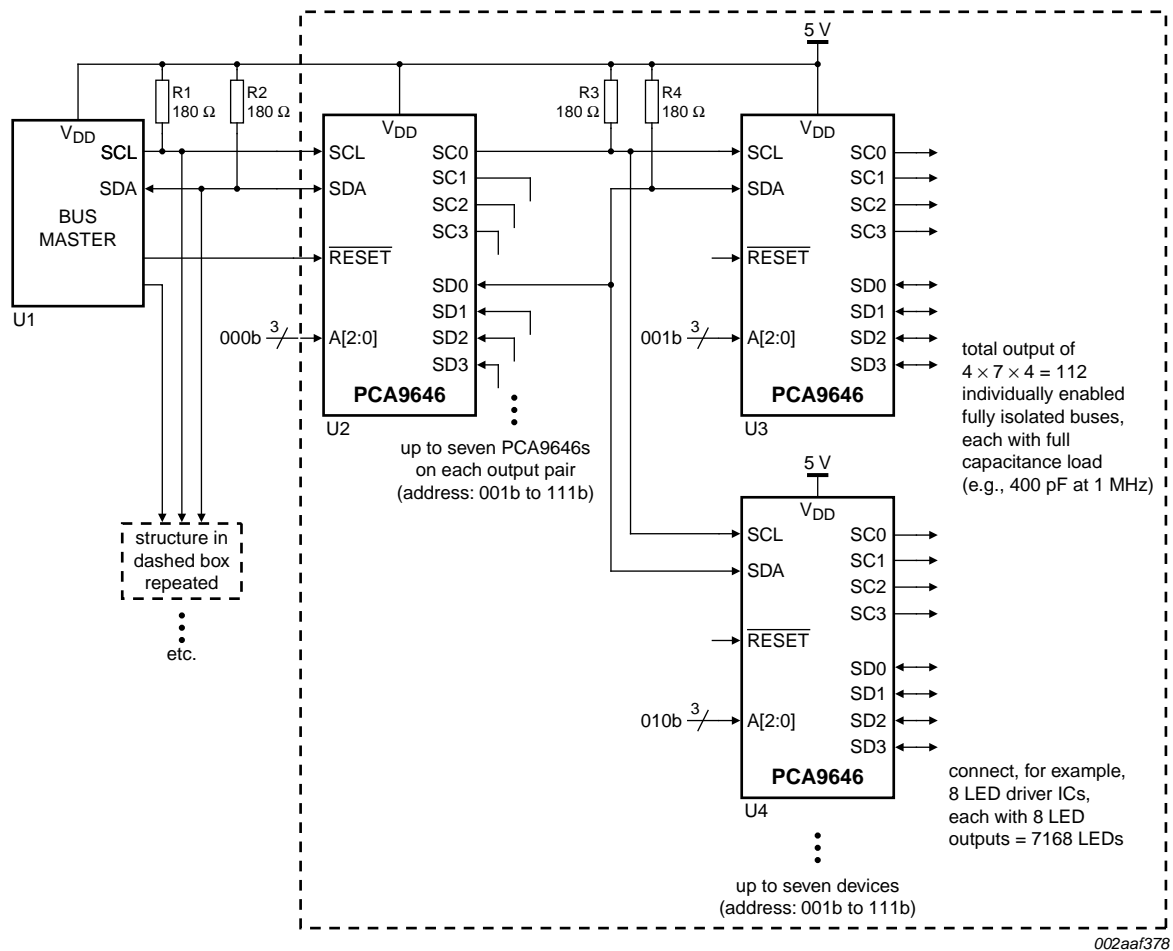 5 V
R1
180 Ω
R2
180 Ω
R3
180 Ω
R4
180 Ω
VDD
SCL
SDA
BUS
MASTER
U1
VDD
SCL
SDA
RESET
000b
3
A[2:0]
SC0
SC1
SC2
SC3
SD0
SD1
SD2
SD3
PCA9646
U2
up to seven PCA9646s
on each output pair
(address: 001b to 111b)
VDD
SCL
SDA
RESET
001b
3
A[2:0]
SC0
SC1
SC2
SC3
SD0
SD1
SD2
SD3
PCA9646
U3
total output of
4 × 7 × 4 = 112
individually enabled
fully isolated buses,
each with full
capacitance load
(e.g., 400 pF at 1 MHz)
structure in
dashed box
repeated
etc.
5 V
VDD
SCL
SDA
RESET
010b
3
A[2:0]
SC0
SC1
SC2
SC3
SD0
SD1
SD2
SD3
PCA9646
U4
connect, for example,
8 LED driver ICs,
each with 8 LED
outputs = 7168 LEDs
up to seven devices
(address: 001b to 111b)
002aaf378